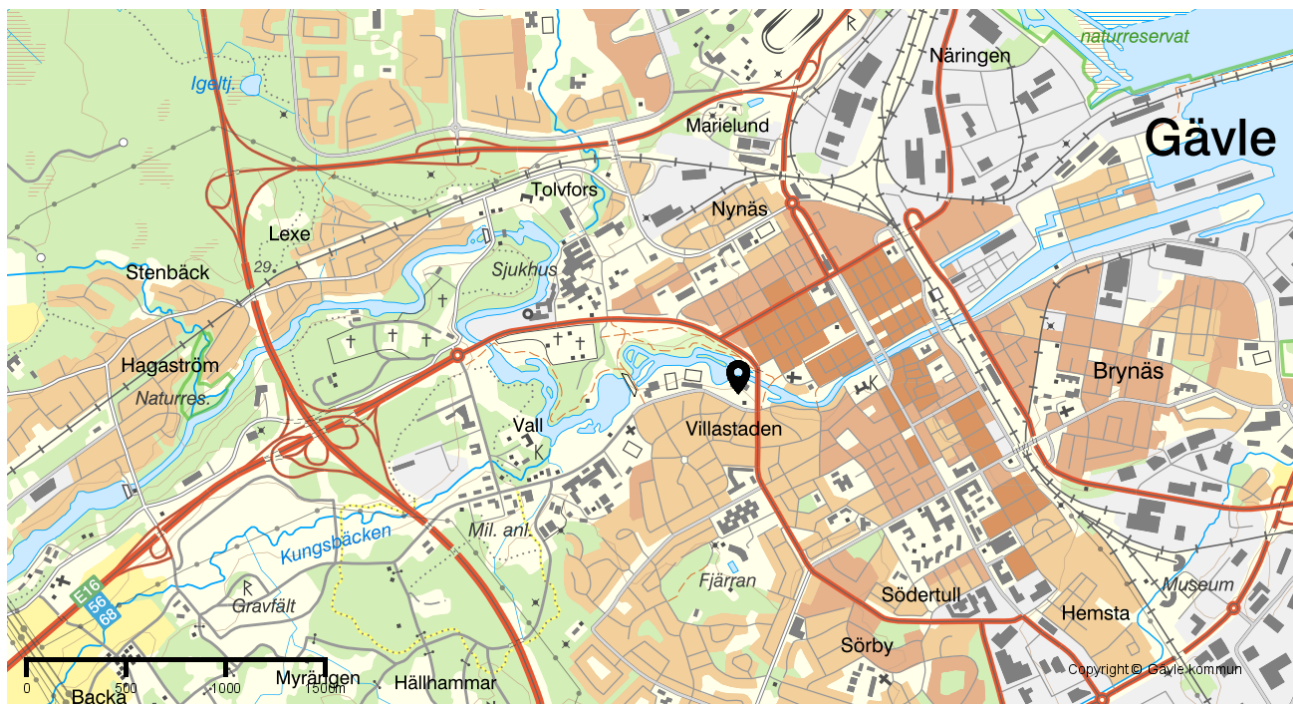 naturreservat
Näringen
Igeltj.
Marielund
Gävle
Tolvfors
Nynäs
Lexe
Sjukhus
29
Stenbäck
Hagaström
Naturres.
Brynäs
Vall
Villastaden
Mil. anl.
Kungsbäcken
Fjärran
Museum
E16
56
68
Gravfält
Södertull
Hemsta
Sörby
Copyright © Gävle kommun
Myrängen
Hällhammar
0 500 1000 1500m
Backa